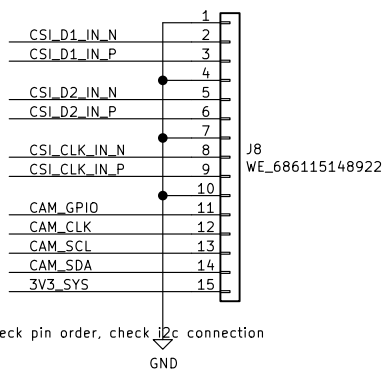 1
CSI_D1_IN_N 2
CSI_D1_IN_P 3
4
CSI_D2_IN_N 5
CSI_D2_IN_P 6
7
CSI_CLK_IN_N 8
CSI_CLK_IN_P 9
10
CAM_GPIO 11
CAM_CLK 12
CAM_SCL 13
CAM_SDA 14
3V3_SYS 15
J8
WE_686115148922
eck pin order, check i2c connection
GND